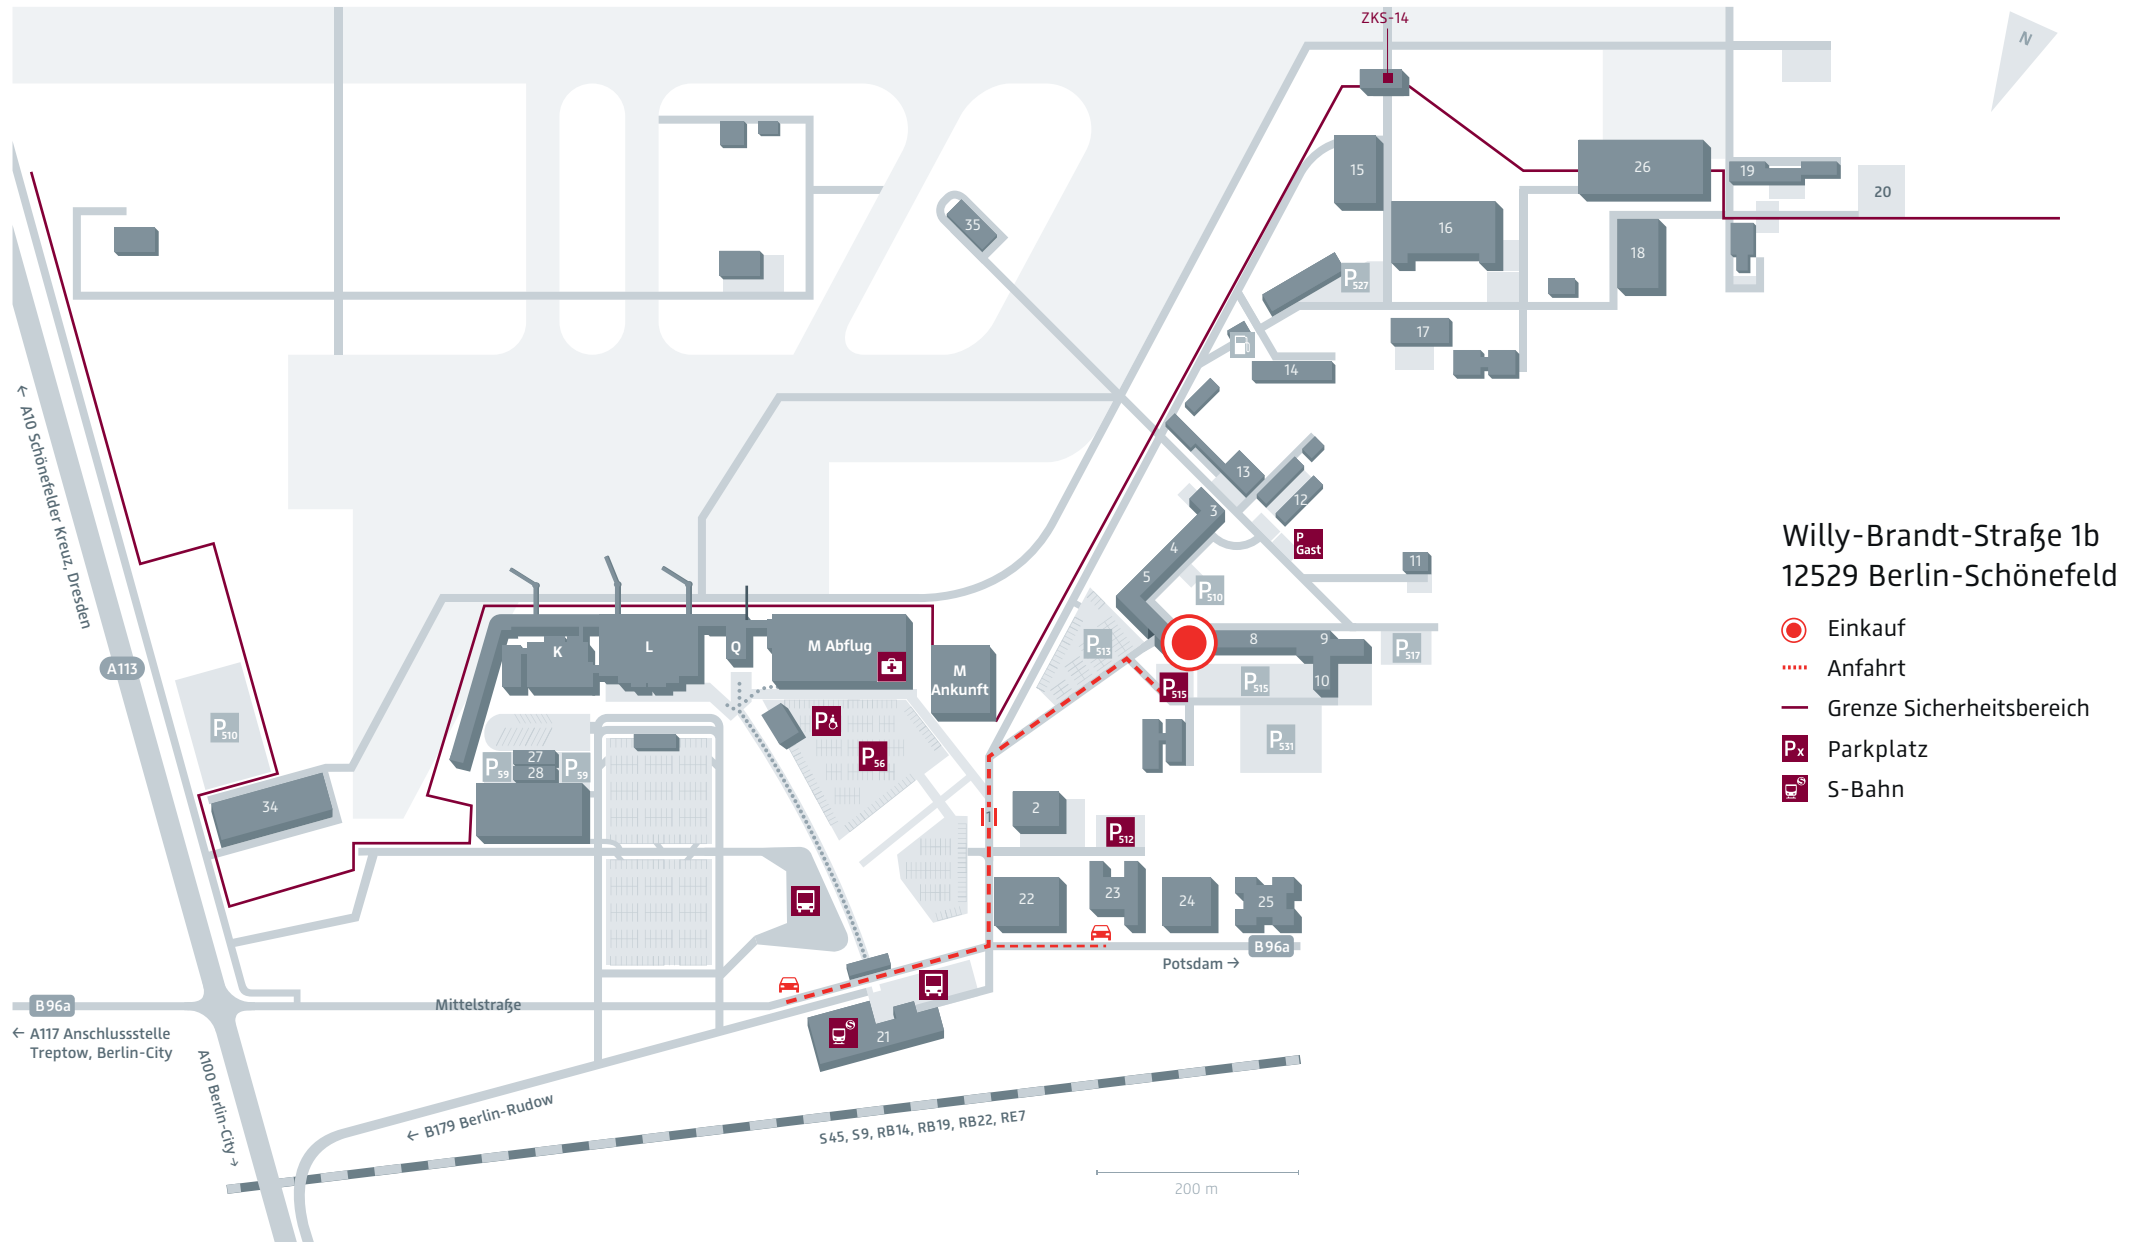 ZKS-14
N
15
26
19
20
16
35
18
P527
17
14
← A10 Schönefelder Kreuz, Dresden
13
12
3
4
P
Gast
11
5
P510
Willy-Brandt-Straße 1b
12529 Berlin-Schönefeld
Einkauf
Anfahrt
Grenze Sicherheitsbereich
Px Parkplatz
S S-Bahn
A113
K
L
Q
M Abflug
M
Ankunft
P513
8
9
10
P517
P515
P515
P510
P
P56
P531
27
28
P59
P59
34
1
2
P512
22
23
24
25
B96a
Potsdam →
B96a
Mittelstraße
← A117 Anschlussstelle
Treptow, Berlin-City
S
21
A100 Berlin-City →
← B179 Berlin-Rudow
S45, S9, RB14, RB19, RB22, RE7
200 m